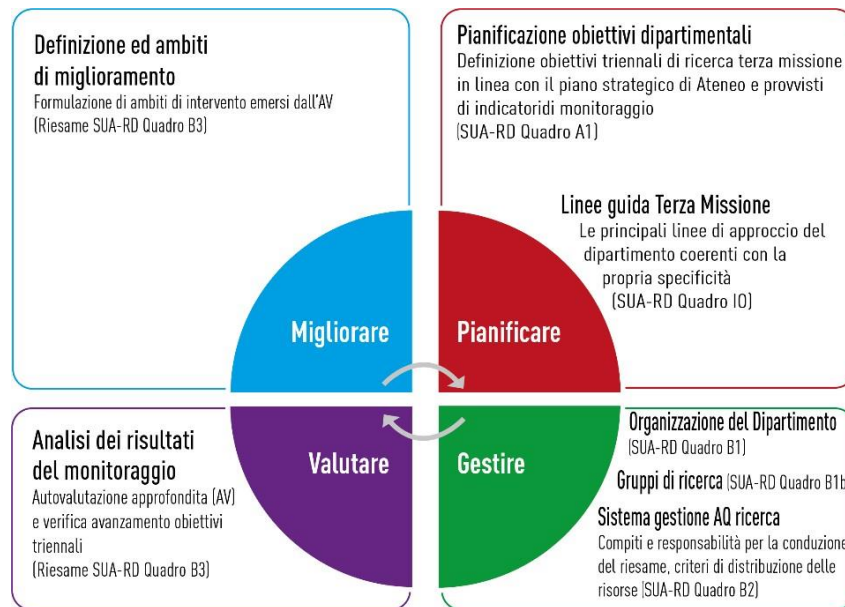 Definizione ed ambiti
di miglioramento
Formulazione di ambiti di intervento emersi dall'AV
(Riesame SUA-RD Quadro B3)
Pianificazione obiettivi dipartimentali
Definizione obiettivi triennali di ricerca terza missione
in linea con il piano strategico di Ateneo e provvisti
di indicatoridi monitoraggio
(SUA-RD Quadro A1)
Linee guida Terza Missione
Le principali linee di approccio del
dipartimento coerenti con la
propria specificità
(SUA-RD Quadro IO)
Migliorare
Pianificare
Valutare
Gestire
Analisi dei risultati
del monitoraggio
Autovalutazione approfondita (AV)
e verifica avanzamento obiettivi
triennali
(Riesame SUA-RD Quadro B3)
Organizzazione del Dipartimento
(SUA-RD Quadro B1)
Gruppi di ricerca (SUA-RD Quadro B1b
Sistema gestione AQ ricerca
Compiti e responsabilità per la conduzione
del riesame, criteri di distribuzione delle
risorse (SUA-RD Quadro B2)